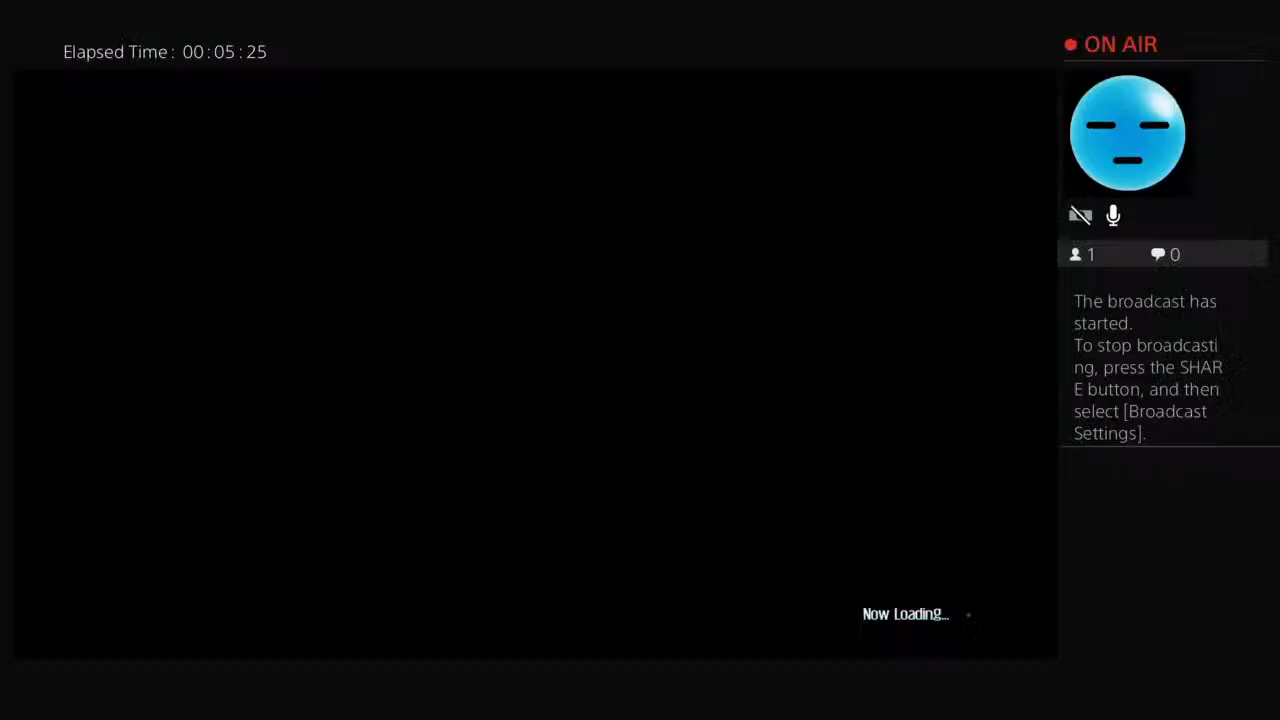 Elapsed Time: 00:05:25
ON AIR
1 0
The broadcast has
started.
To stop broadcasti
ng, press the SHAR
E button, and then
select [Broadcast
Settings].
Now Loading...